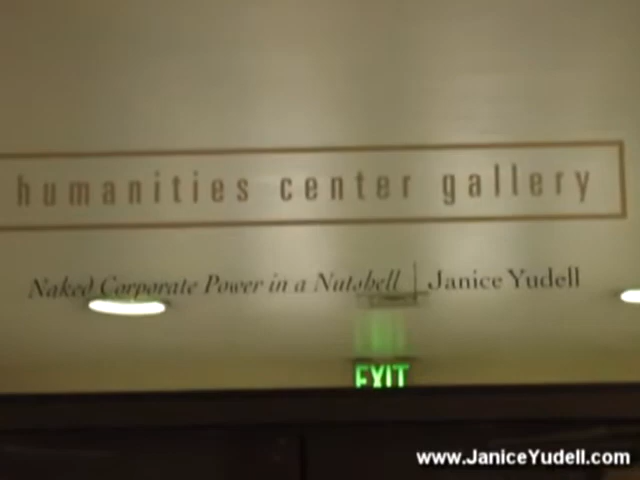 humanities center gallery
Naked Corporate Power in a Nutshell | Janice Yudell
EXIT
www.JaniceYudell.com